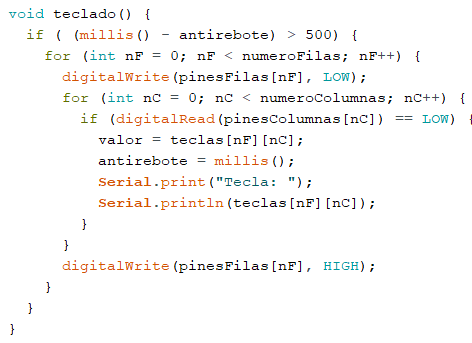 void teclado() {
  if ( (millis() - antirebote) > 500) {
    for (int nF = 0; nF < numeroFilas; nF++) {
      digitalWrite(pinesFilas[nF], LOW);
      for (int nC = 0; nC < numeroColumnas; nC++) {
        if (digitalRead(pinesColumnas[nC]) == LOW) {
          valor = teclas[nF][nC];
          antirebote = millis();
          Serial.print("Tecla: ");
          Serial.println(teclas[nF][nC]);
        }
      }
      digitalWrite(pinesFilas[nF], HIGH);
    }
  }
}